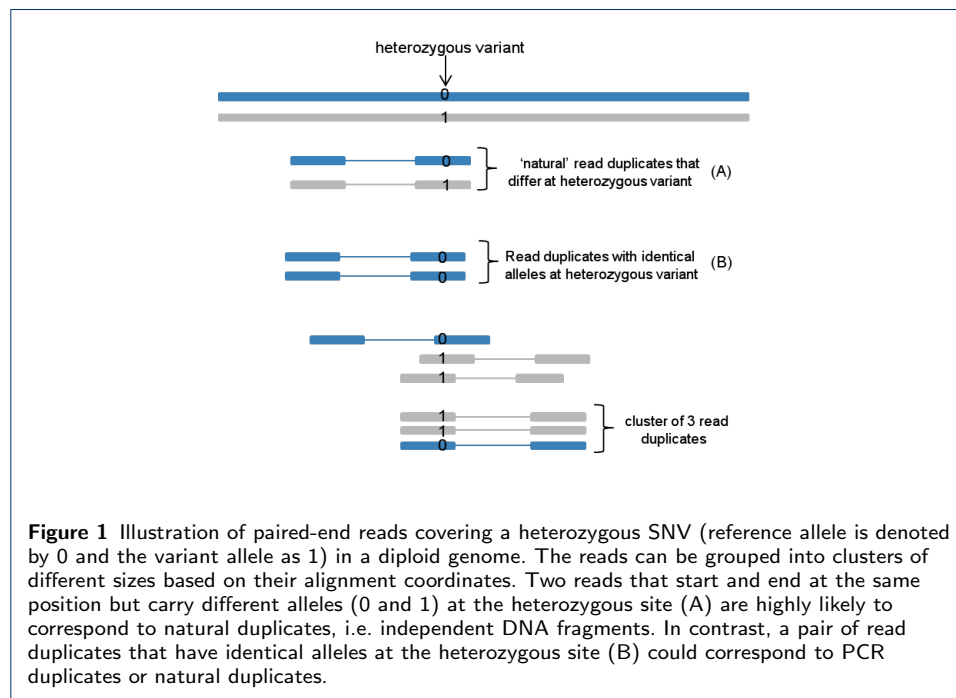 heterozygous variant
0
1
0
1
'natural' read duplicates that
differ at heterozygous variant
(A)
0
0
Read duplicates with identical
alleles at heterozygous variant
(B)
0
1
1
1
1
0
cluster of 3 read
duplicates
Figure 1 Illustration of paired-end reads covering a heterozygous SNV (reference allele is denoted
by 0 and the variant allele as 1) in a diploid genome. The reads can be grouped into clusters of
different sizes based on their alignment coordinates. Two reads that start and end at the same
position but carry different alleles (0 and 1) at the heterozygous site (A) are highly likely to
correspond to natural duplicates, i.e. independent DNA fragments. In contrast, a pair of read
duplicates that have identical alleles at the heterozygous site (B) could correspond to PCR
duplicates or natural duplicates.